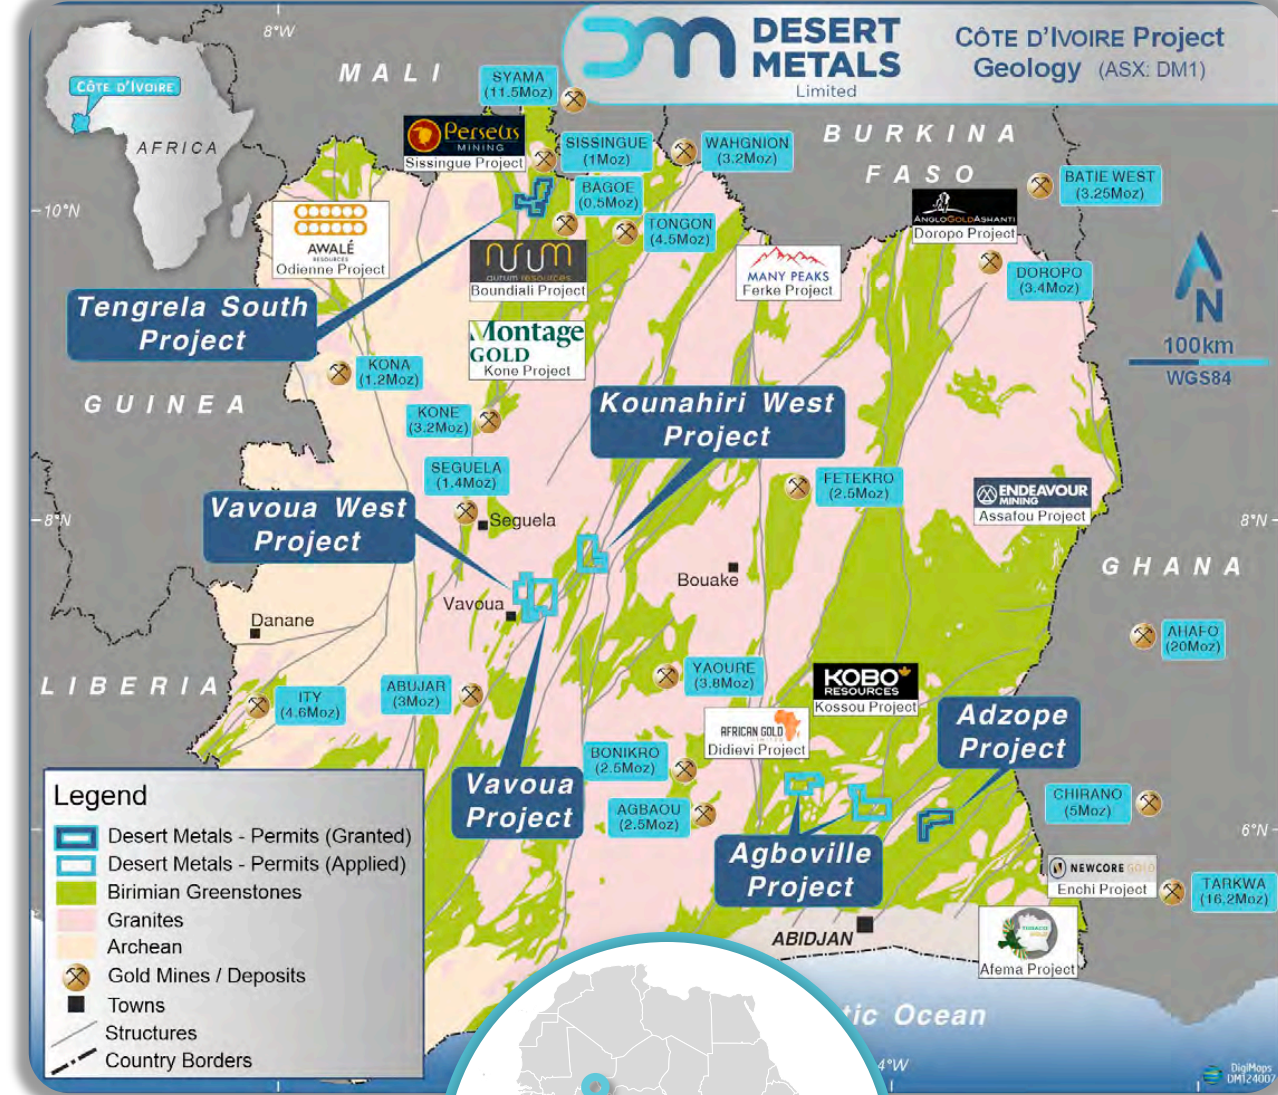 8°W
DM
DESERT
METALS
Limited
CÔTE D'IVOIRE Project
Geology (ASX: DM1)
CÔTE D'IVOIRE
AFRICA
MALI
SYAMA
(11.5Moz)
Perseus
MINING
Sissingue Project
SISSINGUE
(1Moz)
WAHGNION
(3.2Moz)
BURKINA
FASO
BATIE WEST
(3.25Moz)
BAGOE
(0.5Moz)
TONGON
(4.5Moz)
10°N
AWALÉ
RESOURCES
Odienne Project
aurum resources
Boundiali Project
MANY PEAKS
Ferke Project
ANGLOGOLDASHANTI
Doropo Project
DOROPO
(3.4Moz)
N
100km
WGS84
Tengrela South
Project
Montage
GOLD
Kone Project
KONA
(1.2Moz)
GUINEA
KONE
(3.2Moz)
Kounahiri West
Project
SEGUELA
(1.4Moz)
FETEKRO
(2.5Moz)
ENDEAVOUR
MINING
Assafou Project
Vavoua West
Project
8°N
Seguela
8°N
GHANA
Bouake
Vavoua
Danane
AHAFO
(20Moz)
LIBERIA
ITY
(4.6Moz)
ABUJAR
(3Moz)
YAOURE
(3.8Moz)
KOBO
RESOURCES
Kossou Project
AFRICAN GOLD
LIMITED
Didievi Project
Adzope
Project
BONIKRO
(2.5Moz)
Vavoua
Project
AGBAOU
(2.5Moz)
CHIRANO
(5Moz)
6°N
Agboville
Project
NEWCORE GOLD
Enchi Project
TARKWA
(16.2Moz)
ABIDJAN
Afema Project
Legend
Desert Metals - Permits (Granted)
Desert Metals - Permits (Applied)
Birimian Greenstones
Granites
Archean
Gold Mines / Deposits
Towns
Structures
Country Borders
tic Ocean
4°W
DigiMaps
DM124007